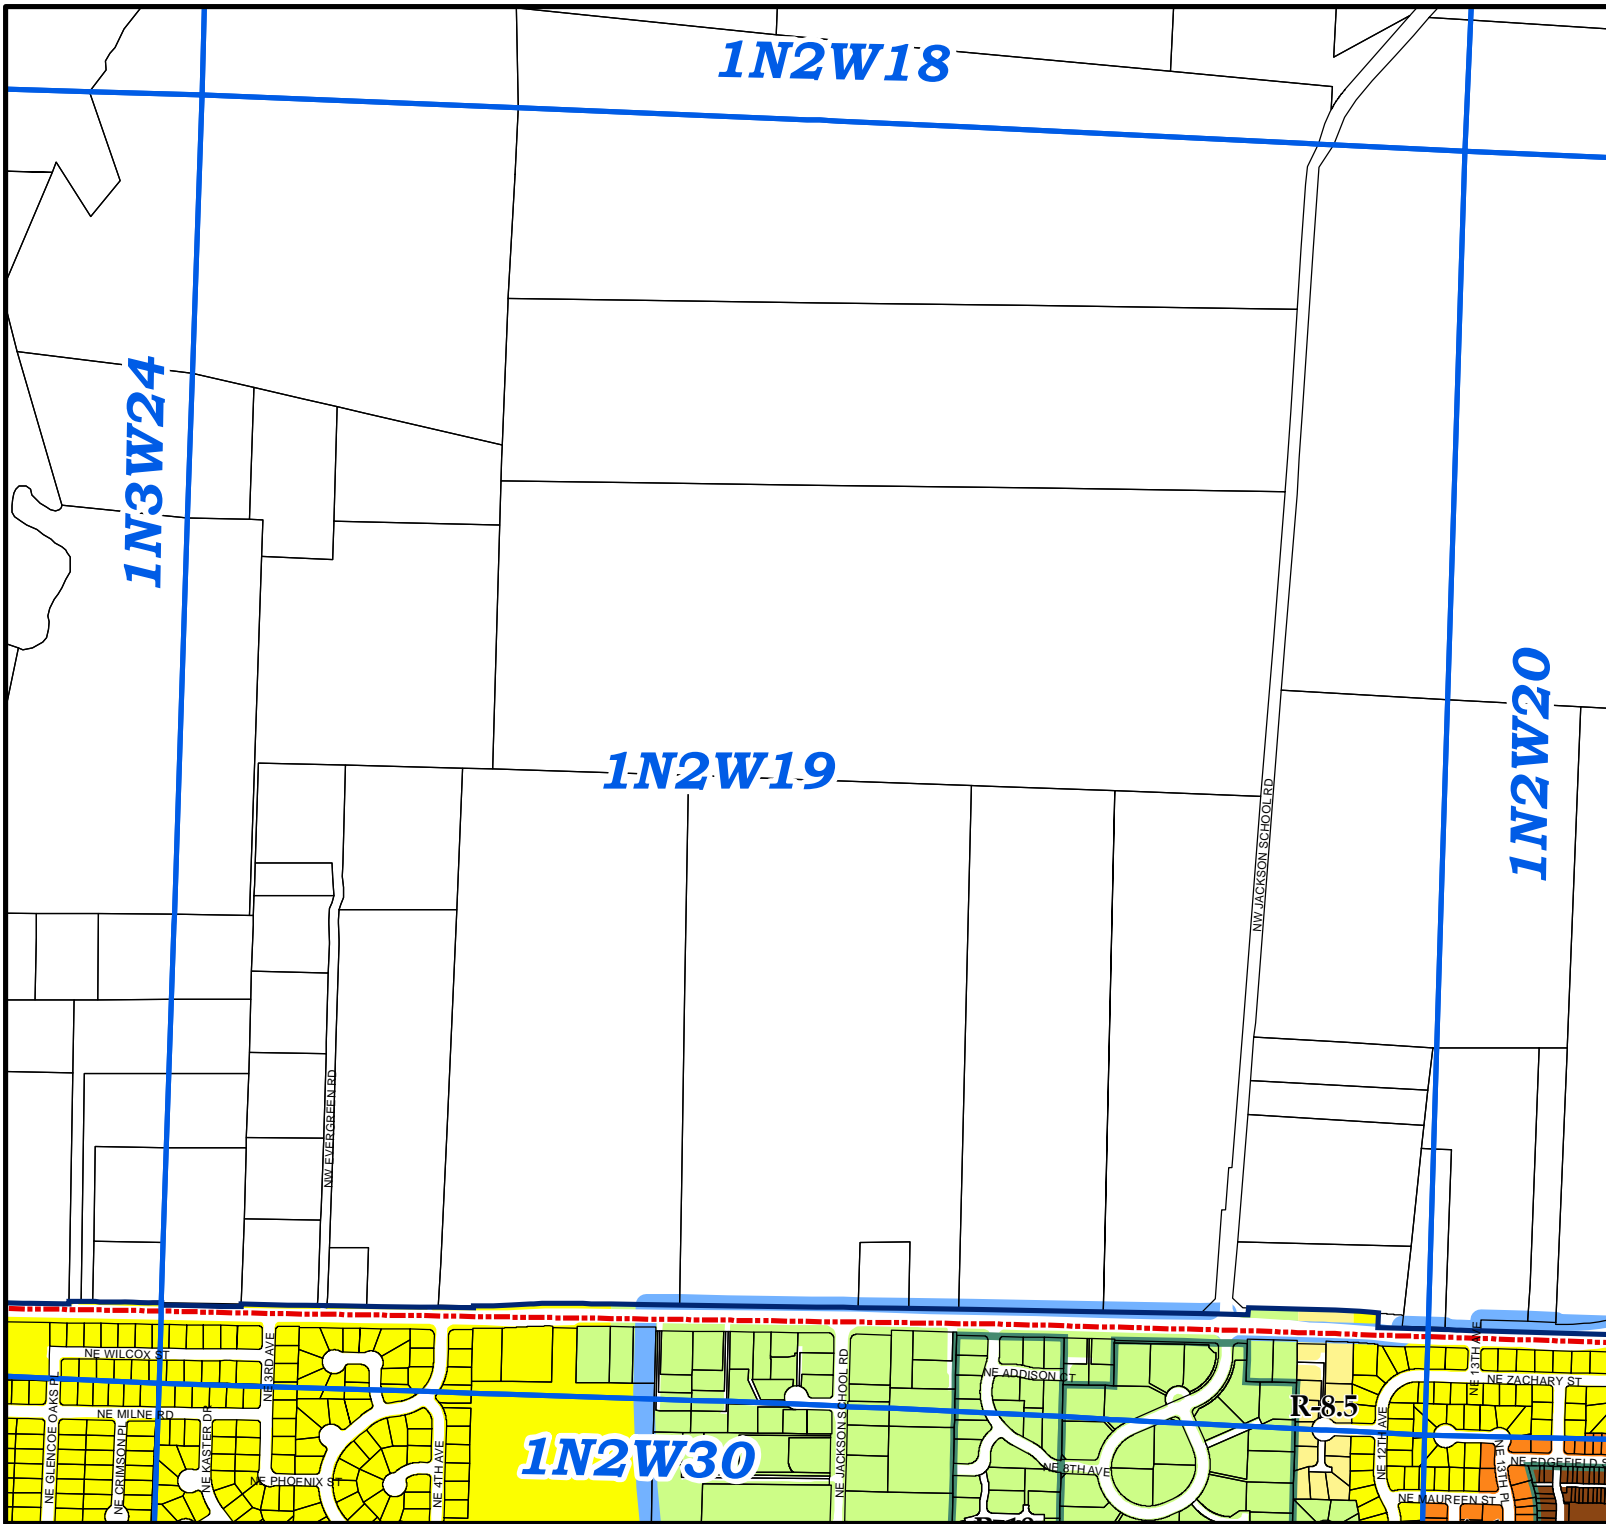 1N2W18
1N3W24
1N2W19
1N2W20
NW JACKSON SCHOOL RD
NW EVERGREEN RD
NE WILCOX ST
NE 3RD AVE
NE MILNE RD
NE GLENCOE OAKS PL
NE CRIMSON PL
NE KASTER DR
NE PHOENIX ST
NE 4TH AVE
1N2W30
NE JACKSON SCHOOL RD
NE ADDISON CT
NE 8TH AVE
R-8.5
NE 12TH AVE
NE 13TH AVE
NE ZACHARY ST
NE 13TH PL
NE EDGEFIELD
NE MAUREEN ST